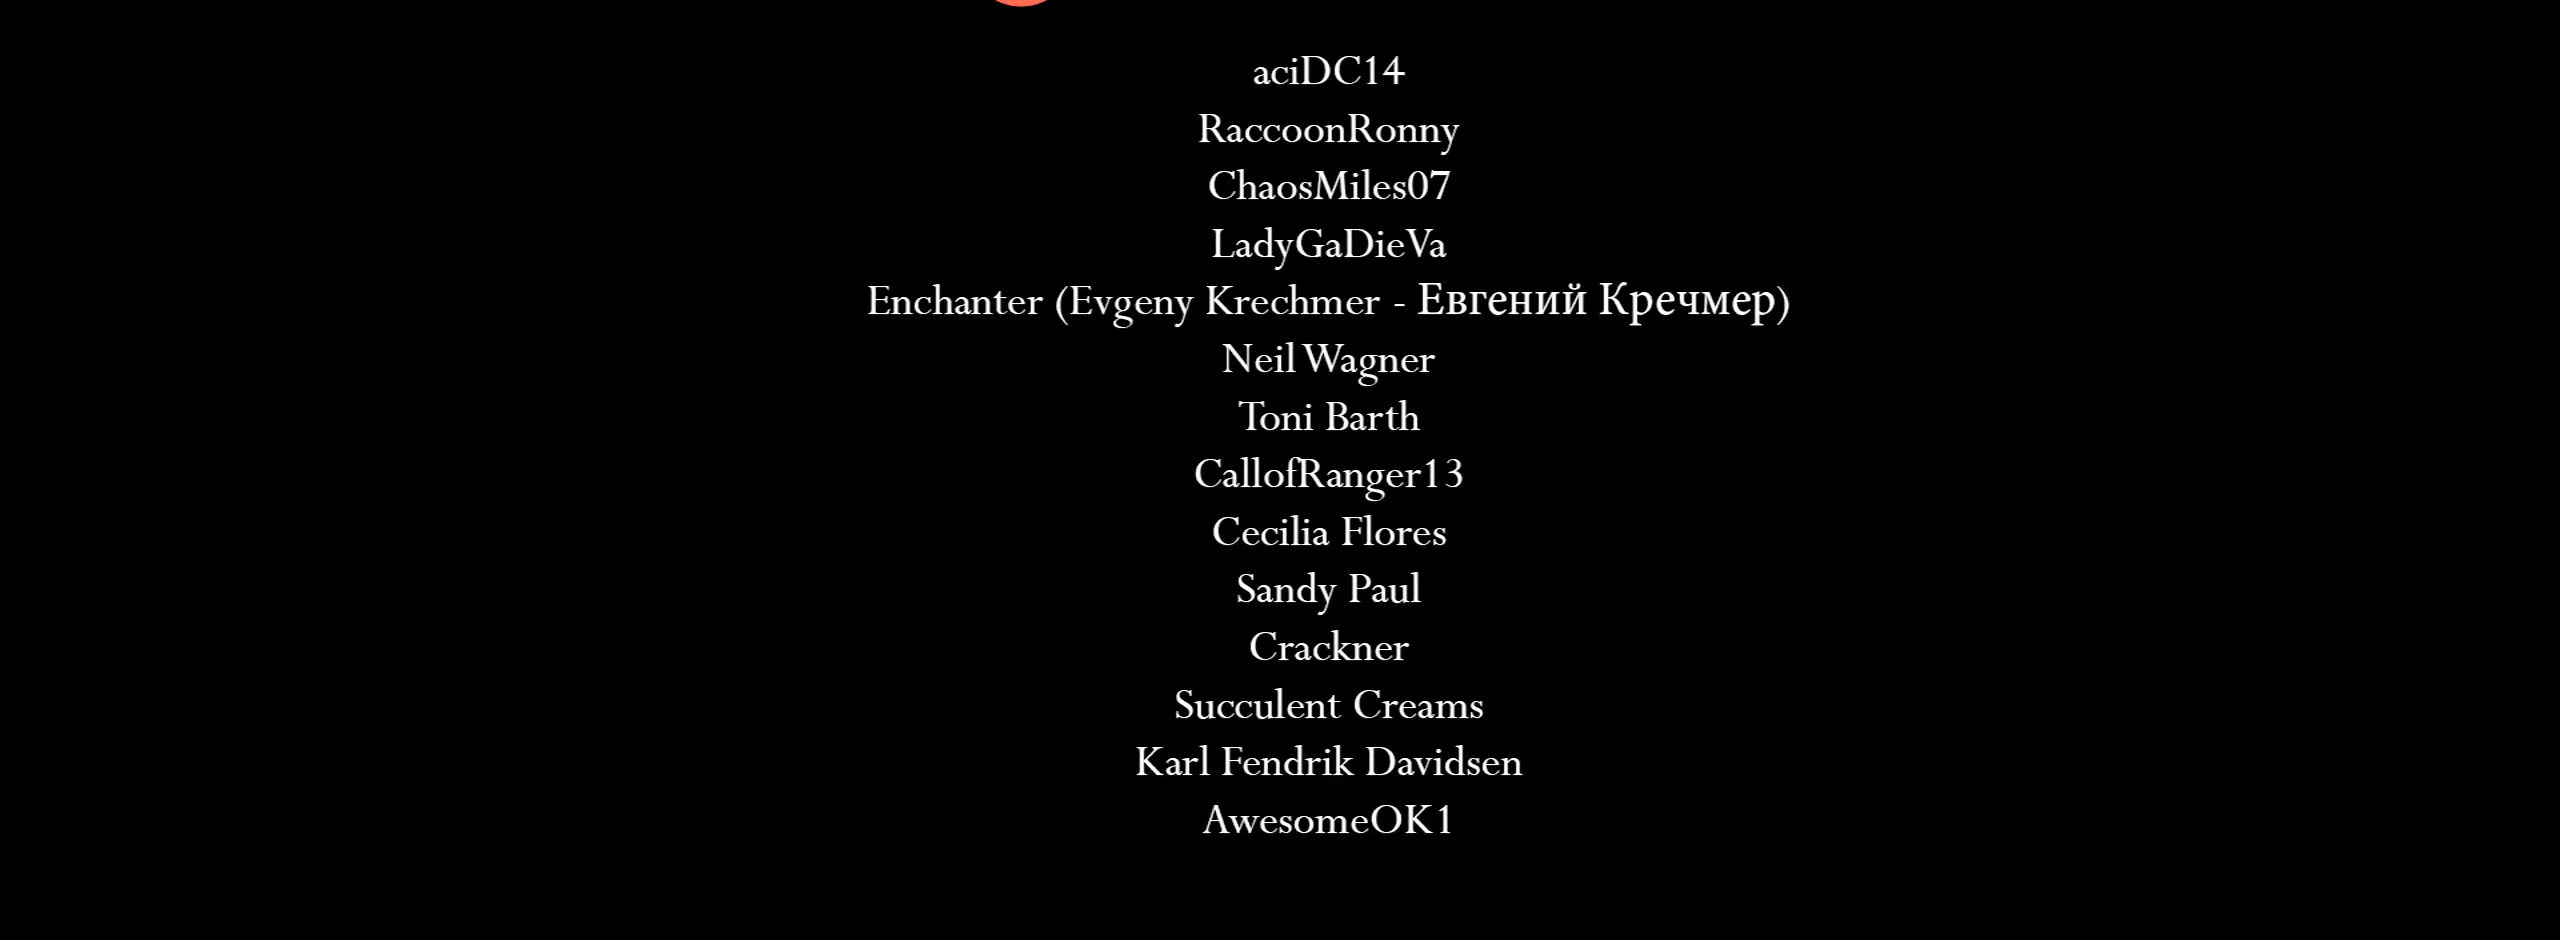 aciDC14
RaccoonRonny
ChaosMiles07
LadyGaDieVa
Enchanter (Evgeny Krechmer - Евгений Кречмер)
Neil Wagner
Toni Barth
CallofRanger13
Cecilia Flores
Sandy Paul
Crackner
Succulent Creams
Karl Fendrik Davidsen
AwesomeOK1